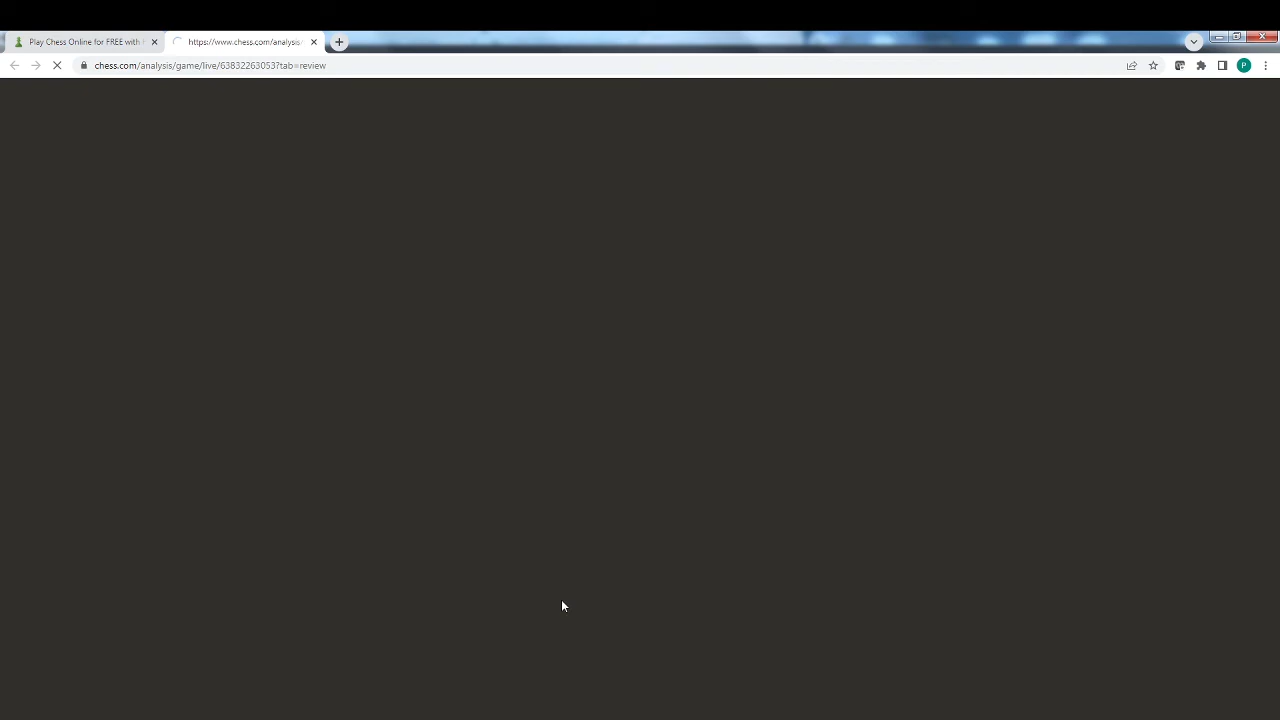 Play Chess Online for FREE with
https://www.chess.com/analysis
chess.com/analysis/game/live/63832263053?tab=review
P